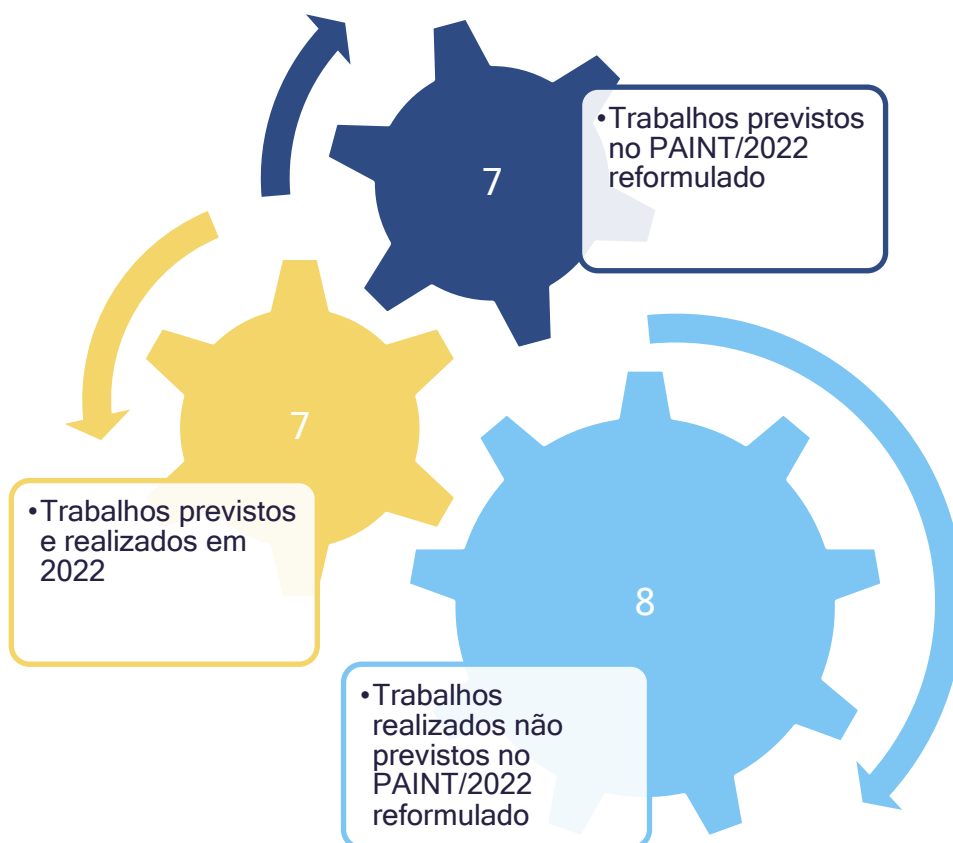 7
•Trabalhos previstos
no PAINT/2022
reformulado
7
•Trabalhos previstos
e realizados em
2022
8
•Trabalhos
realizados não
previstos no
PAINT/2022
reformulado